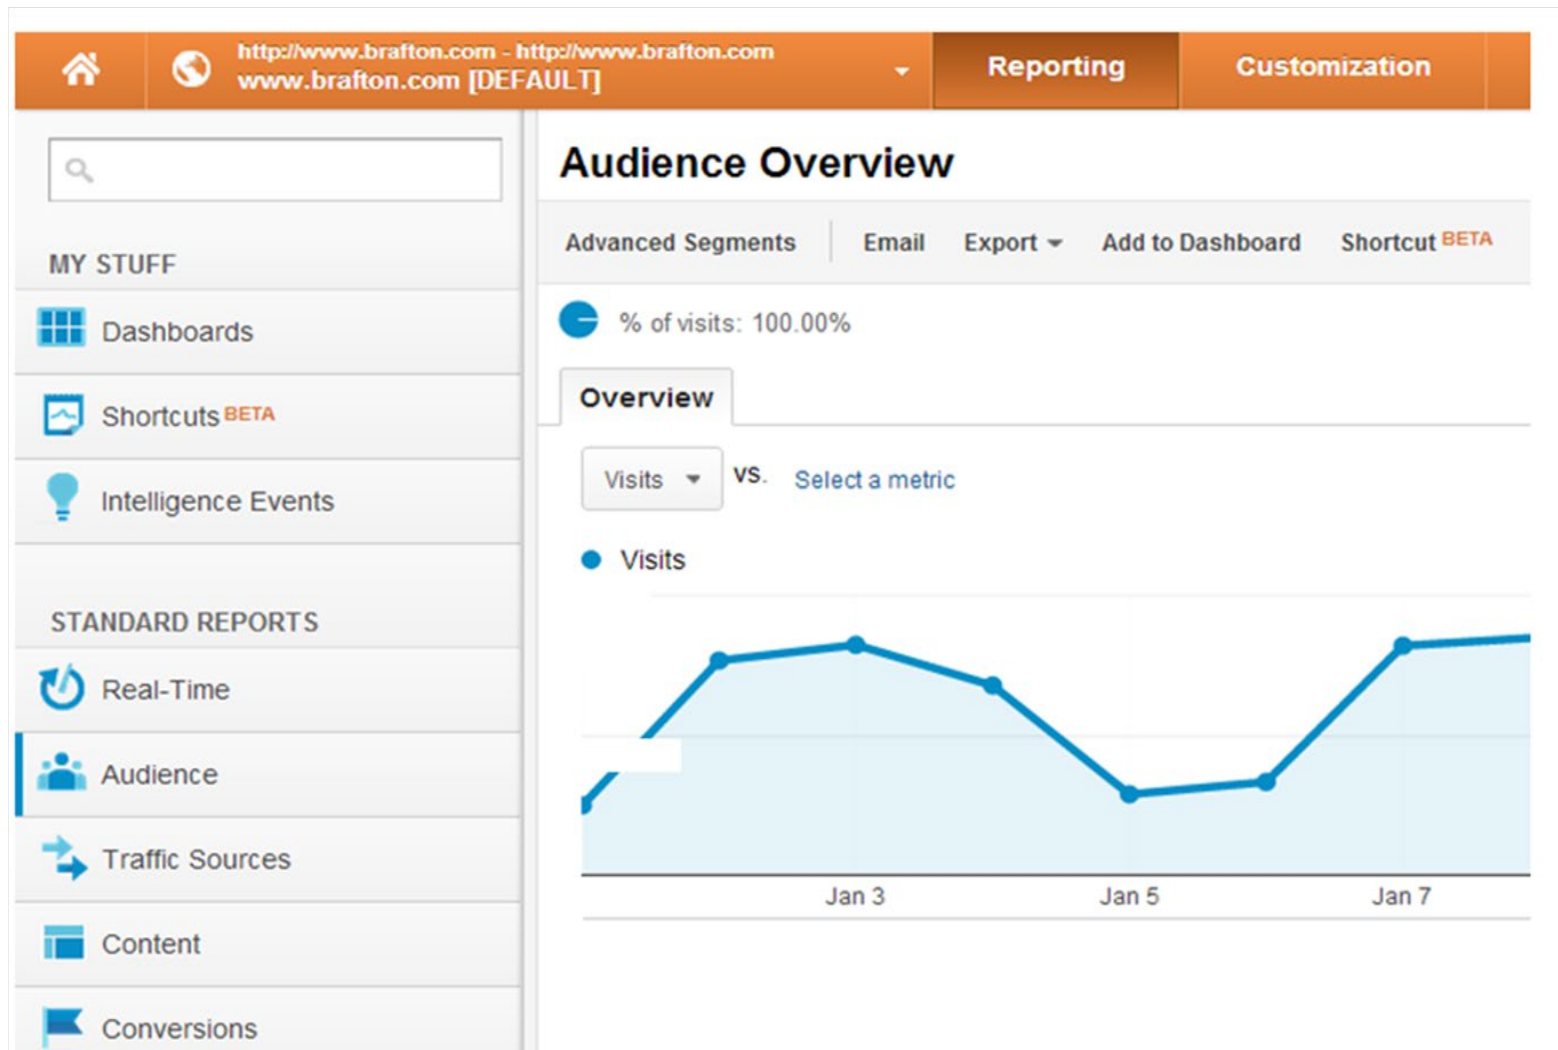 http://www.brafton.com - http://www.brafton.com
www.brafton.com [DEFAULT]
Reporting
Customization
MY STUFF
Dashboards
Shortcuts BETA
Intelligence Events
STANDARD REPORTS
Real-Time
Audience
Traffic Sources
Content
Conversions
Audience Overview
Advanced Segments
Email
Export
Add to Dashboard
Shortcut BETA
% of visits: 100.00%
Overview
Visits
VS.
Select a metric
Visits
Jan 3
Jan 5
Jan 7